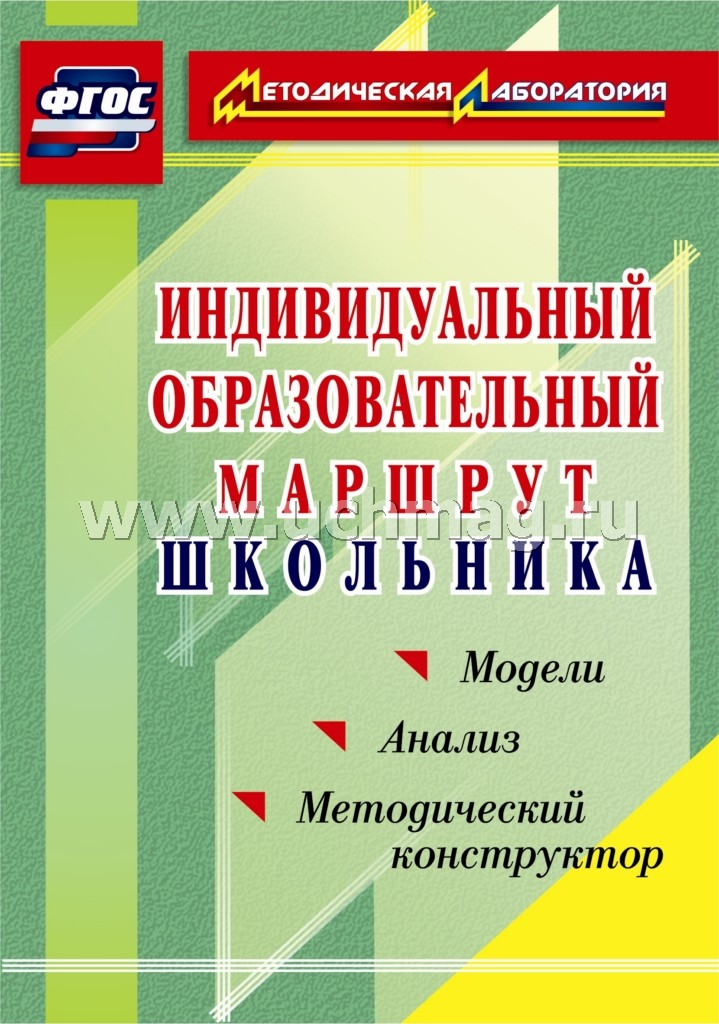 ФГОС
МЕТОДИЧЕСКАЯ ЛАБОРАТОРИЯ
ИНДИВИДУАЛЬНЫЙ
ОБРАЗОВАТЕЛЬНЫЙ
МАРШРУТ
www.uchmag.ru
ШКОЛЬНИКА
Модели
Анализ
Методический
конструктор